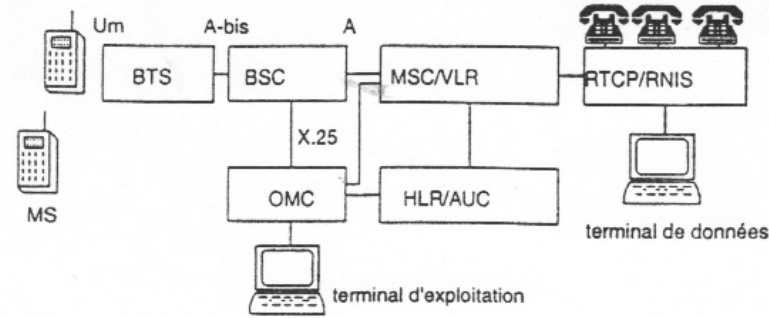 Um
A-bis
A
BTS
BSC
MSC/VLR
RTCP/RNIS
X.25
MS
OMC
HLR/AUC
terminal de données
terminal d'exploitation